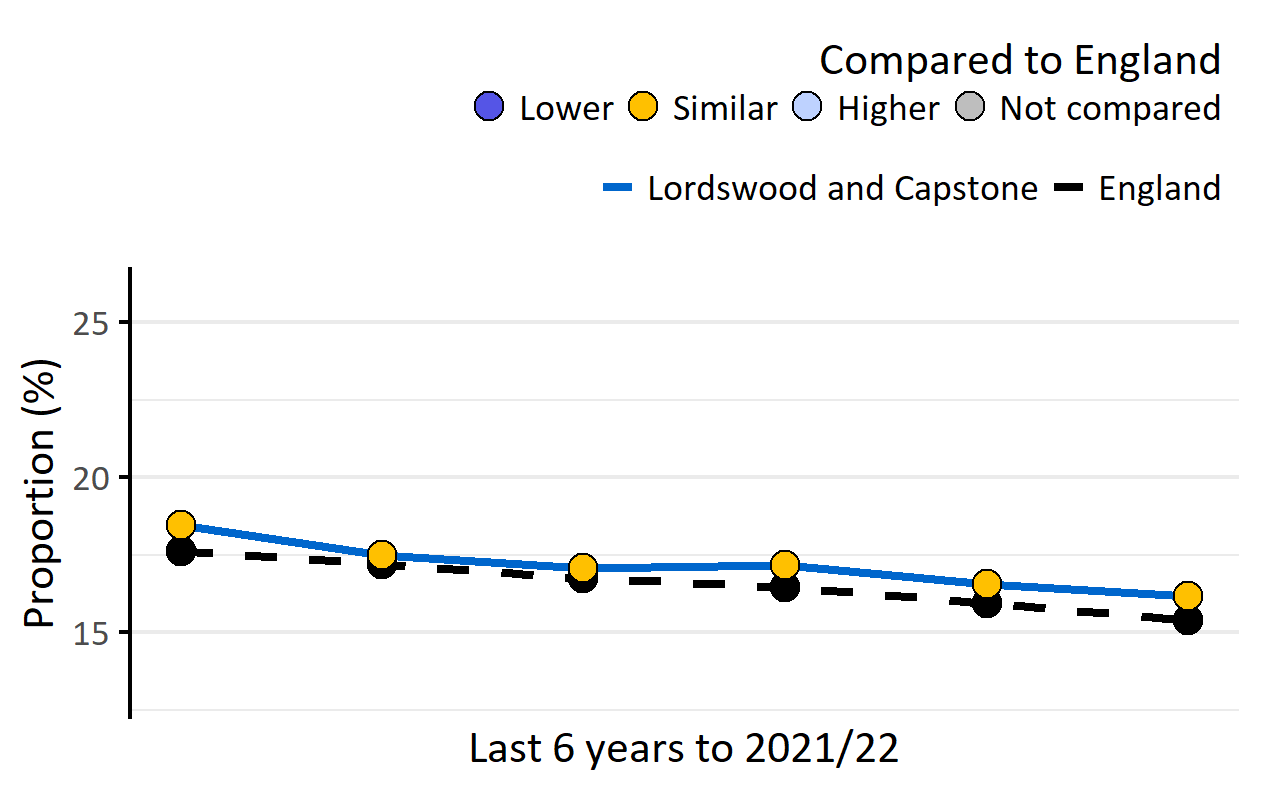 Compared to England
Lower Similar Higher Not compared
Lordswood and Capstone England
25
20
15
Proportion (%)
Last 6 years to 2021/22